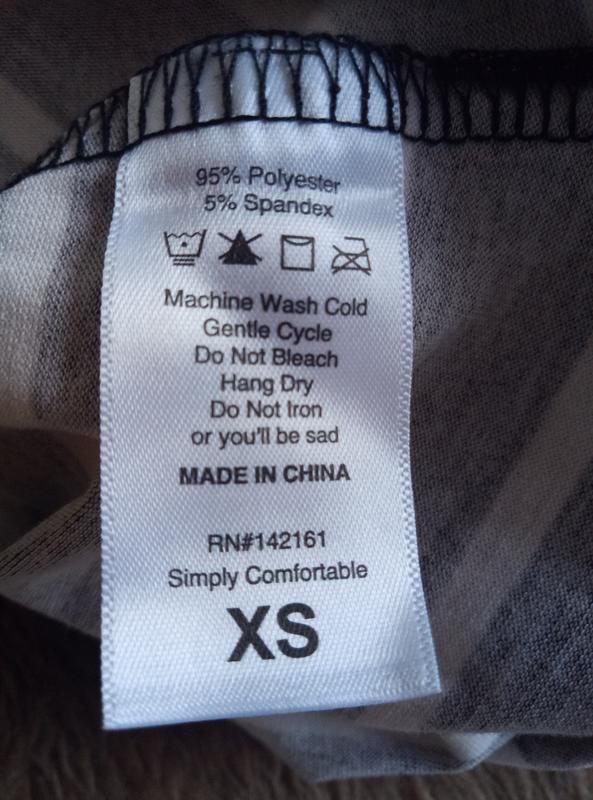 95% Polyester
5% Spandex
Machine Wash Cold
Gentle Cycle
Do Not Bleach
Hang Dry
Do Not Iron
or you'll be sad
MADE IN CHINA
RN#142161
Simply Comfortable
XS